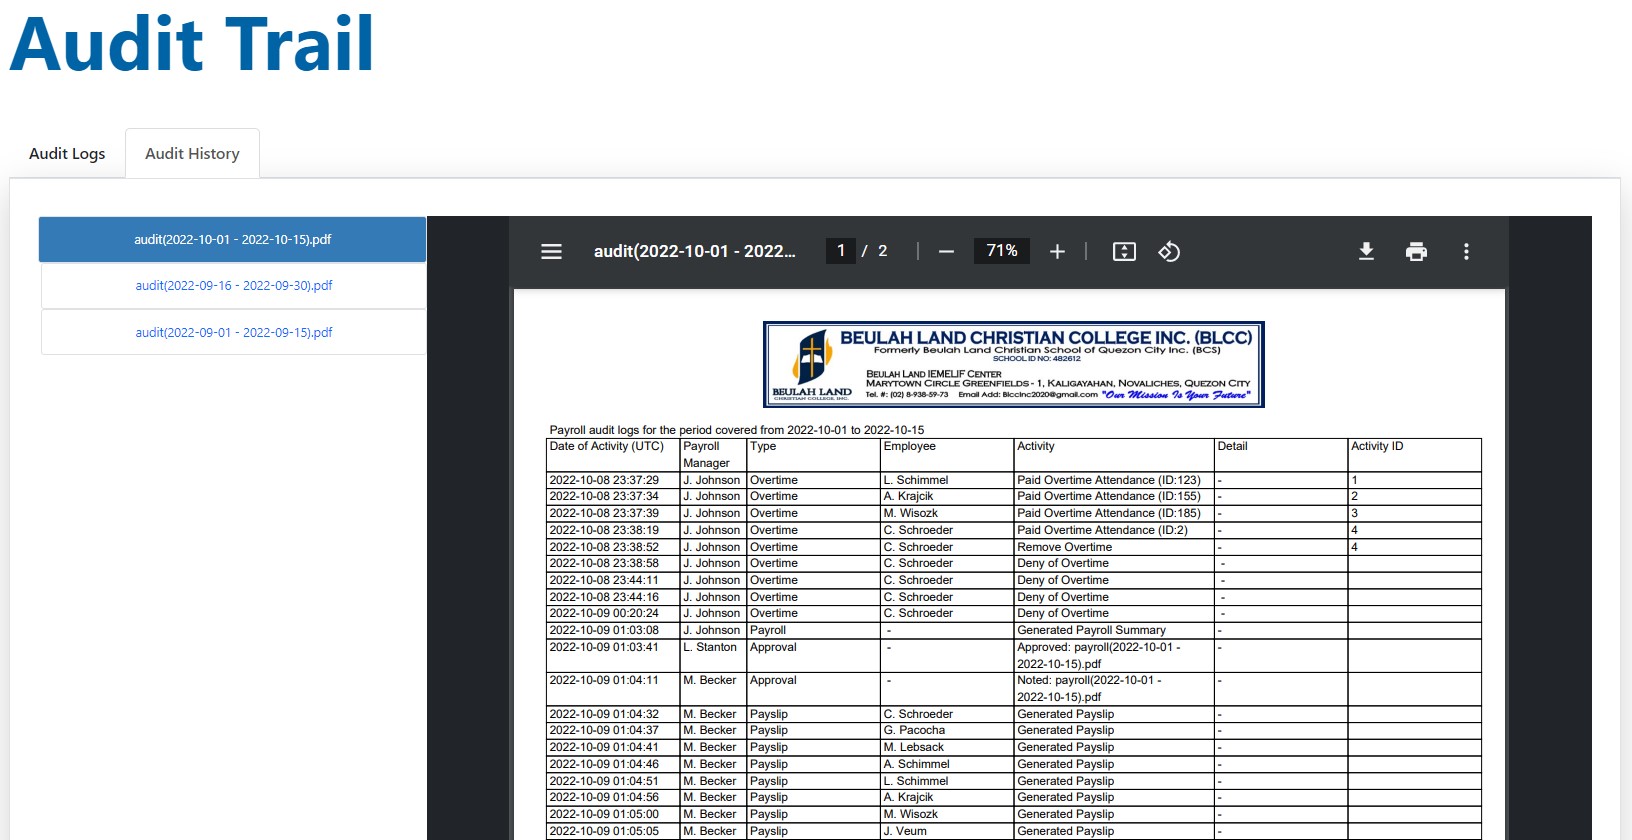 Audit Trail
Audit Logs
Audit History
audit(2022-10-01 - 2022-10-15).pdf
audit(2022-09-16 - 2022-09-30).pdf
audit(2022-09-01 - 2022-09-15).pdf
audit(2022-10-01 - 2022... 1 / 2 71%
BEULAH LAND CHRISTIAN COLLEGE INC. (BLCC)
Formerly Beulah Land Christian School of Quezon City Inc. (BCS)
SCHOOL ID NO: 482612
BEULAH LAND IEMELIF CENTER
MARYTOWN CIRCLE GREENFIELDS - 1, KALIGAYAHAN, NOVALICHES, QUEZON CITY
Tel. #: (02) 8-938-59-73 Email Add: Blccinc2020@gmail.com "Our Mission Is Your Future"
BEULAH LAND
CHRISTIAN COLLEGE INC.
Payroll audit logs for the period covered from 2022-10-01 to 2022-10-15
Date of Activity (UTC) Payroll Manager Type Employee Activity Detail Activity ID
2022-10-08 23:37:29 J. Johnson Overtime L. Schimmel Paid Overtime Attendance (ID:123) - 1
2022-10-08 23:37:34 J. Johnson Overtime A. Krajcik Paid Overtime Attendance (ID:155) - 2
2022-10-08 23:37:39 J. Johnson Overtime M. Wisozk Paid Overtime Attendance (ID:185) - 3
2022-10-08 23:38:19 J. Johnson Overtime C. Schroeder Paid Overtime Attendance (ID:2) - 4
2022-10-08 23:38:52 J. Johnson Overtime C. Schroeder Remove Overtime - 4
2022-10-08 23:38:58 J. Johnson Overtime C. Schroeder Deny of Overtime -
2022-10-08 23:44:11 J. Johnson Overtime C. Schroeder Deny of Overtime -
2022-10-08 23:44:16 J. Johnson Overtime C. Schroeder Deny of Overtime -
2022-10-09 00:20:24 J. Johnson Overtime C. Schroeder Deny of Overtime -
2022-10-09 01:03:08 J. Johnson Payroll - Generated Payroll Summary -
2022-10-09 01:03:41 L. Stanton Approval - Approved: payroll(2022-10-01 - -
2022-10-15).pdf
2022-10-09 01:04:11 M. Becker Approval - Noted: payroll(2022-10-01 - -
2022-10-15).pdf
2022-10-09 01:04:32 M. Becker Payslip C. Schroeder Generated Payslip -
2022-10-09 01:04:37 M. Becker Payslip G. Pacocha Generated Payslip -
2022-10-09 01:04:41 M. Becker Payslip M. Lebsack Generated Payslip -
2022-10-09 01:04:46 M. Becker Payslip A. Schimmel Generated Payslip -
2022-10-09 01:04:51 M. Becker Payslip L. Schimmel Generated Payslip -
2022-10-09 01:04:56 M. Becker Payslip A. Krajcik Generated Payslip -
2022-10-09 01:05:00 M. Becker Payslip M. Wisozk Generated Payslip -
2022-10-09 01:05:05 M. Becker Payslip J. Veum Generated Payslip -